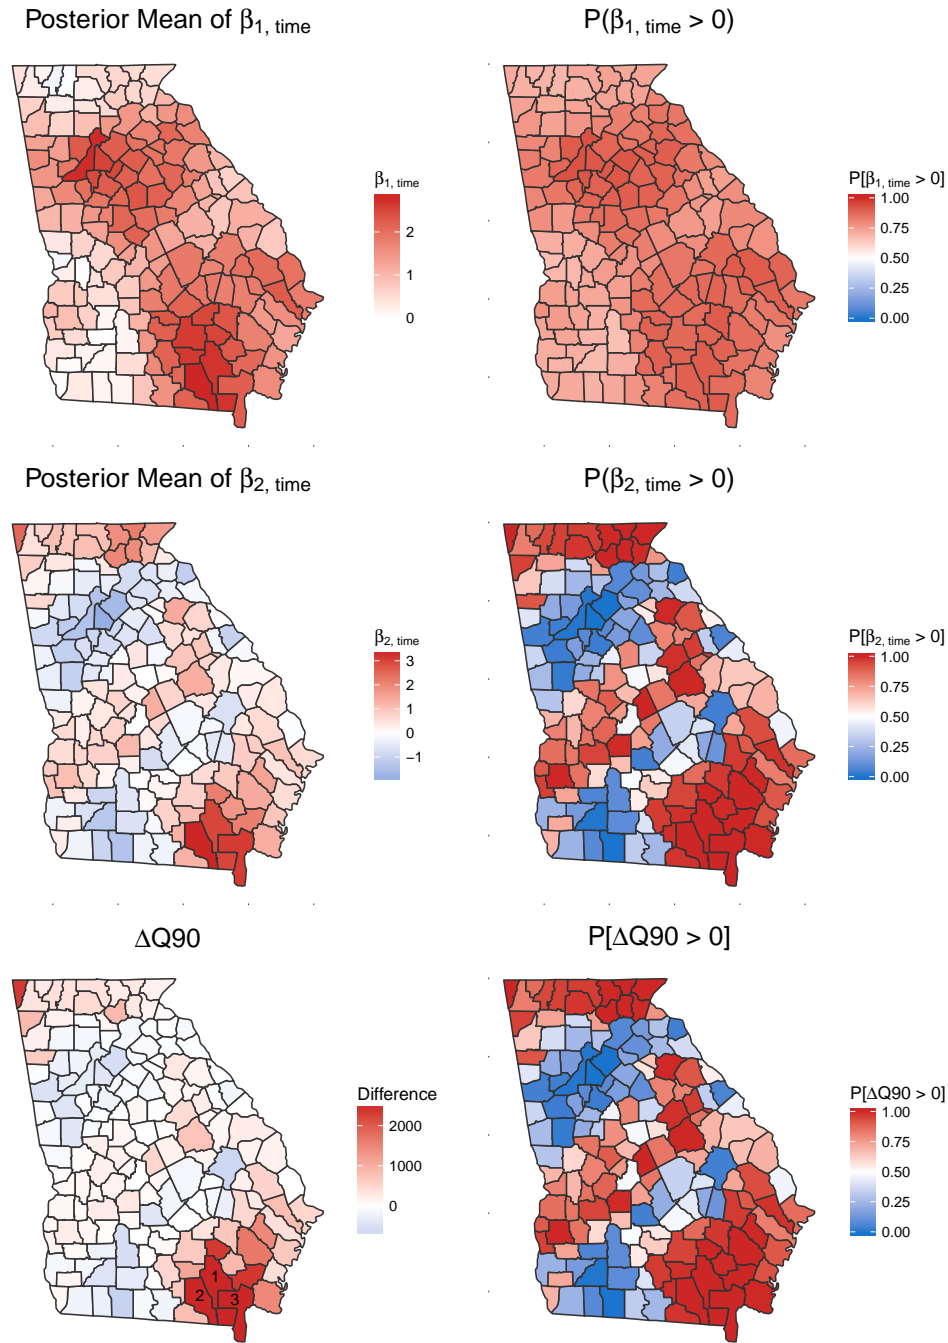 Posterior Mean of β1, time
P(β1, time > 0)
β1, time
2
1
0
P[β1, time > 0]
1.00
0.75
0.50
0.25
0.00
Posterior Mean of β2, time
P(β2, time > 0)
β2, time
3
2
1
0
−1
P[β2, time > 0]
1.00
0.75
0.50
0.25
0.00
ΔQ90
P[ΔQ90 > 0]
Difference
2000
1000
0
P[ΔQ90 > 0]
1.00
0.75
0.50
0.25
0.00
1
2
3